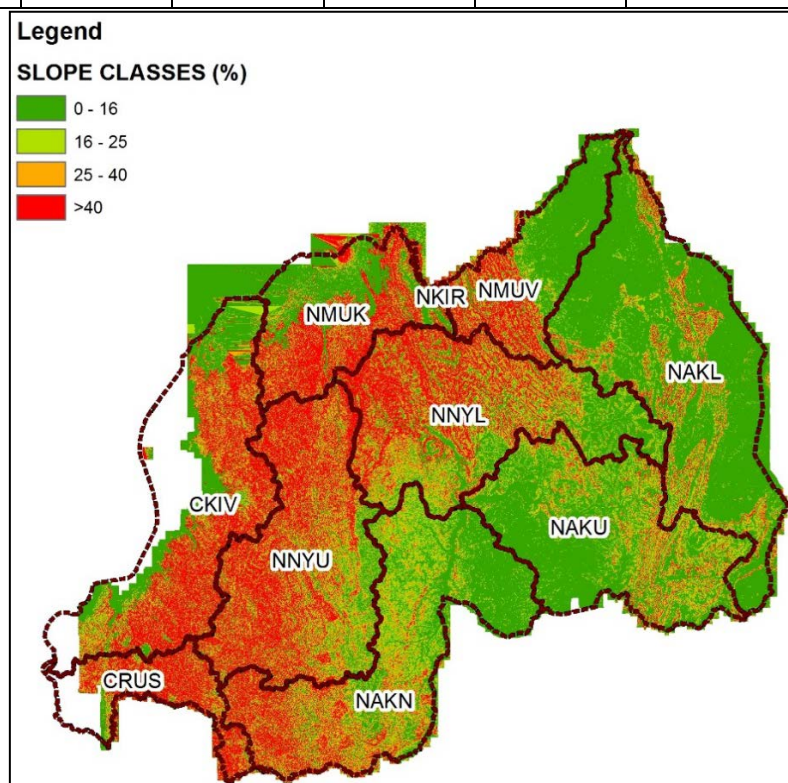 Legend
SLOPE CLASSES (%)
0 - 16
16 - 25
25 - 40
>40
NKIR
NMUV
NMUK
NAKL
NNYL
CKIV
NAKU
NNYU
CRUS
NAKN